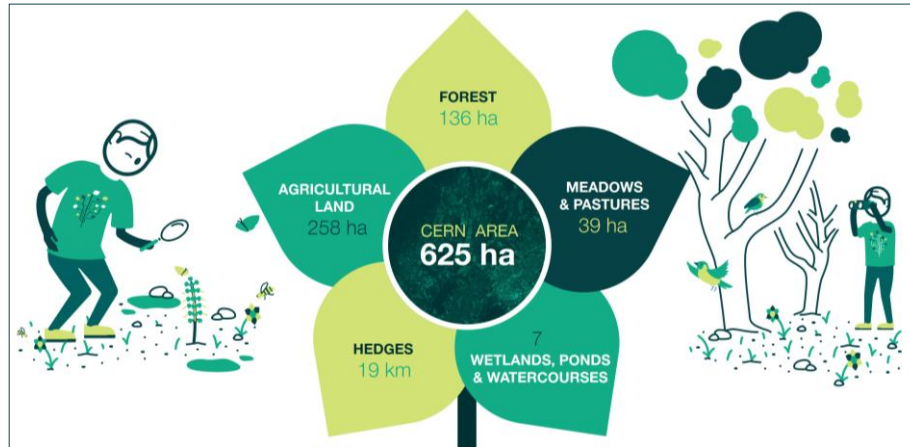 FOREST
136 ha
AGRICULTURAL
LAND
258 ha
MEADOWS
& PASTURES
39 ha
CERN AREA
625 ha
HEDGES
19 km
7
WETLANDS, PONDS
& WATERCOURSES